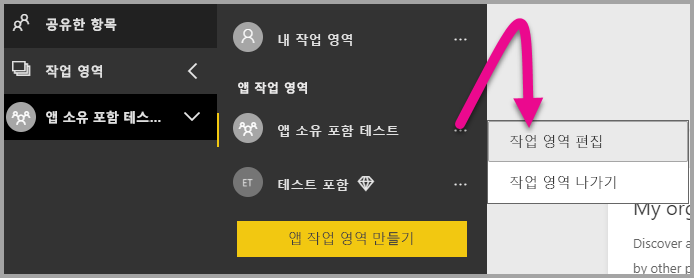 공유한 항목
작업 영역
앱 소유 포함 테스...
내 작업 영역
앱 작업 영역
앱 소유 포함 테스트
ET
테스트 포함
앱 작업 영역 만들기
작업 영역 편집
작업 영역 나가기
My org
Discover a
by other p